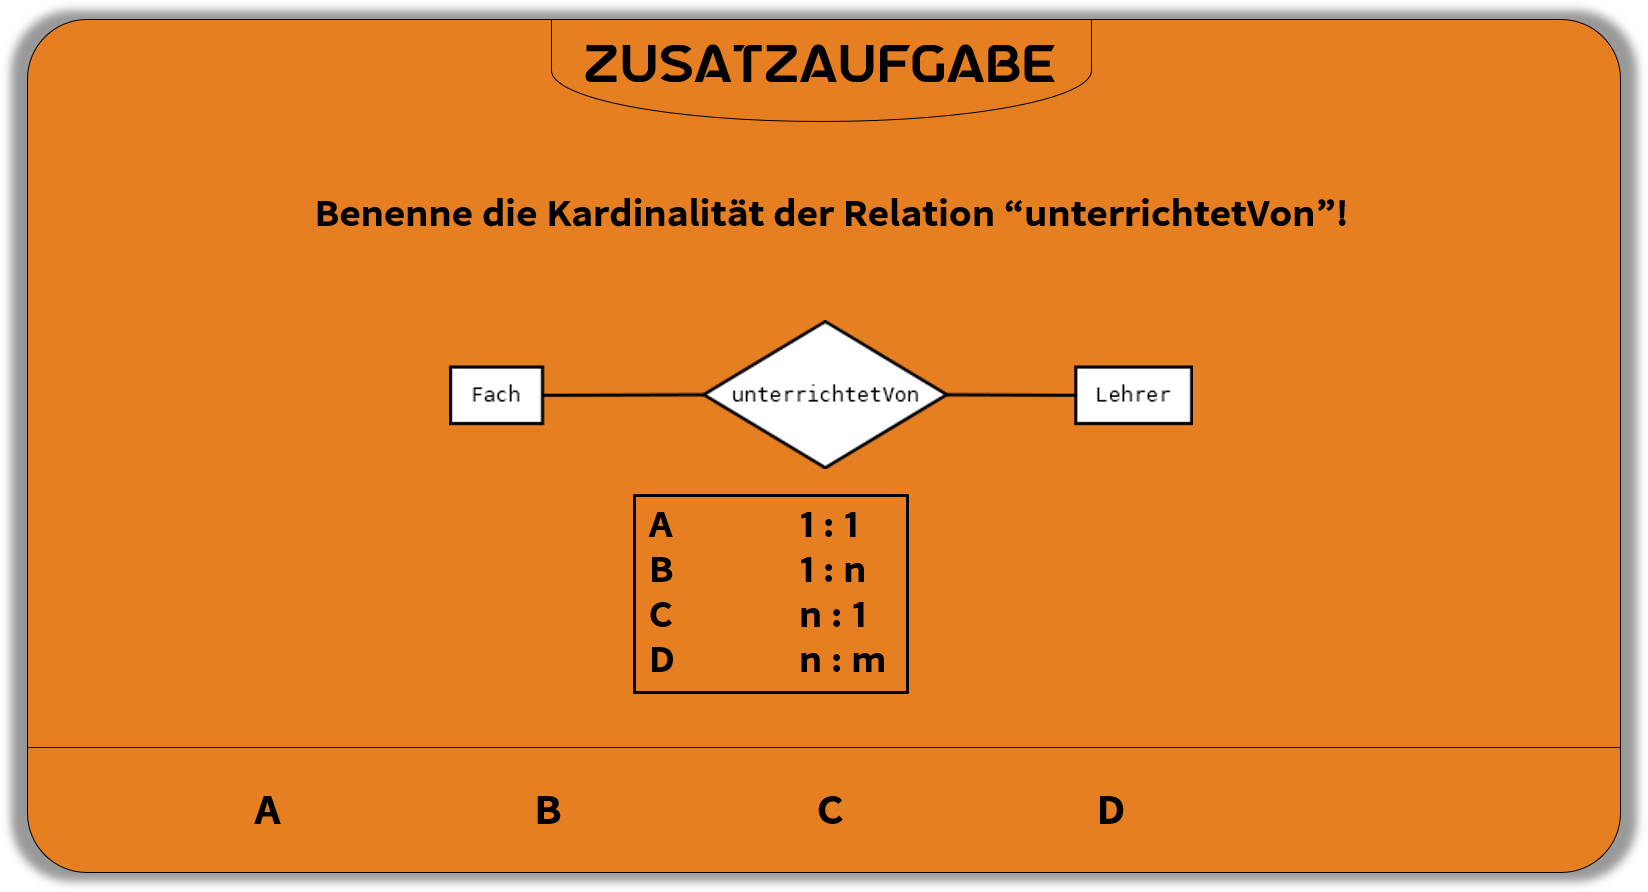 ZUSATZAUFGABE
Benenne die Kardinalität der Relation “unterrichtetVon”!
Fach unterrichtetVon Lehrer
A 1 : 1
B 1 : n
C n : 1
D n : m
A B C D